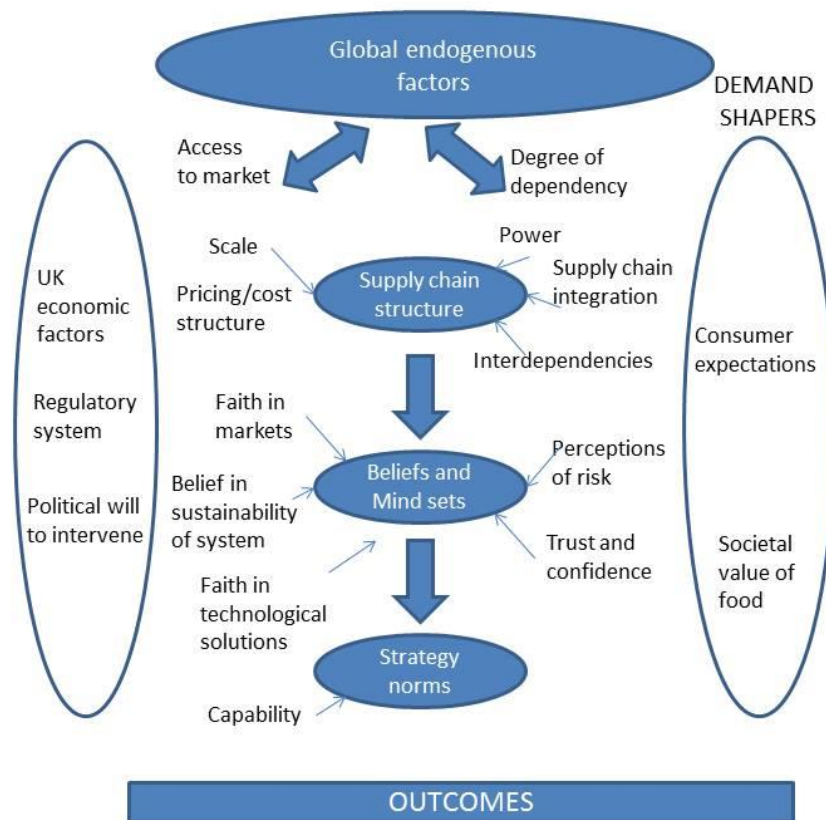 Global endogenous
factors
DEMAND
SHAPERS
Access
to market
Degree of
dependency
Scale
Power
Pricing/cost
structure
Supply chain
structure
Supply chain
integration
Interdependencies
UK
economic
factors
Regulatory
system
Political will
to intervene
Consumer
expectations
Societal
value of
food
Faith in
markets
Belief in
sustainability
of system
Beliefs and
Mind sets
Perceptions
of risk
Trust and
confidence
Faith in
technological
solutions
Strategy
norms
Capability
OUTCOMES